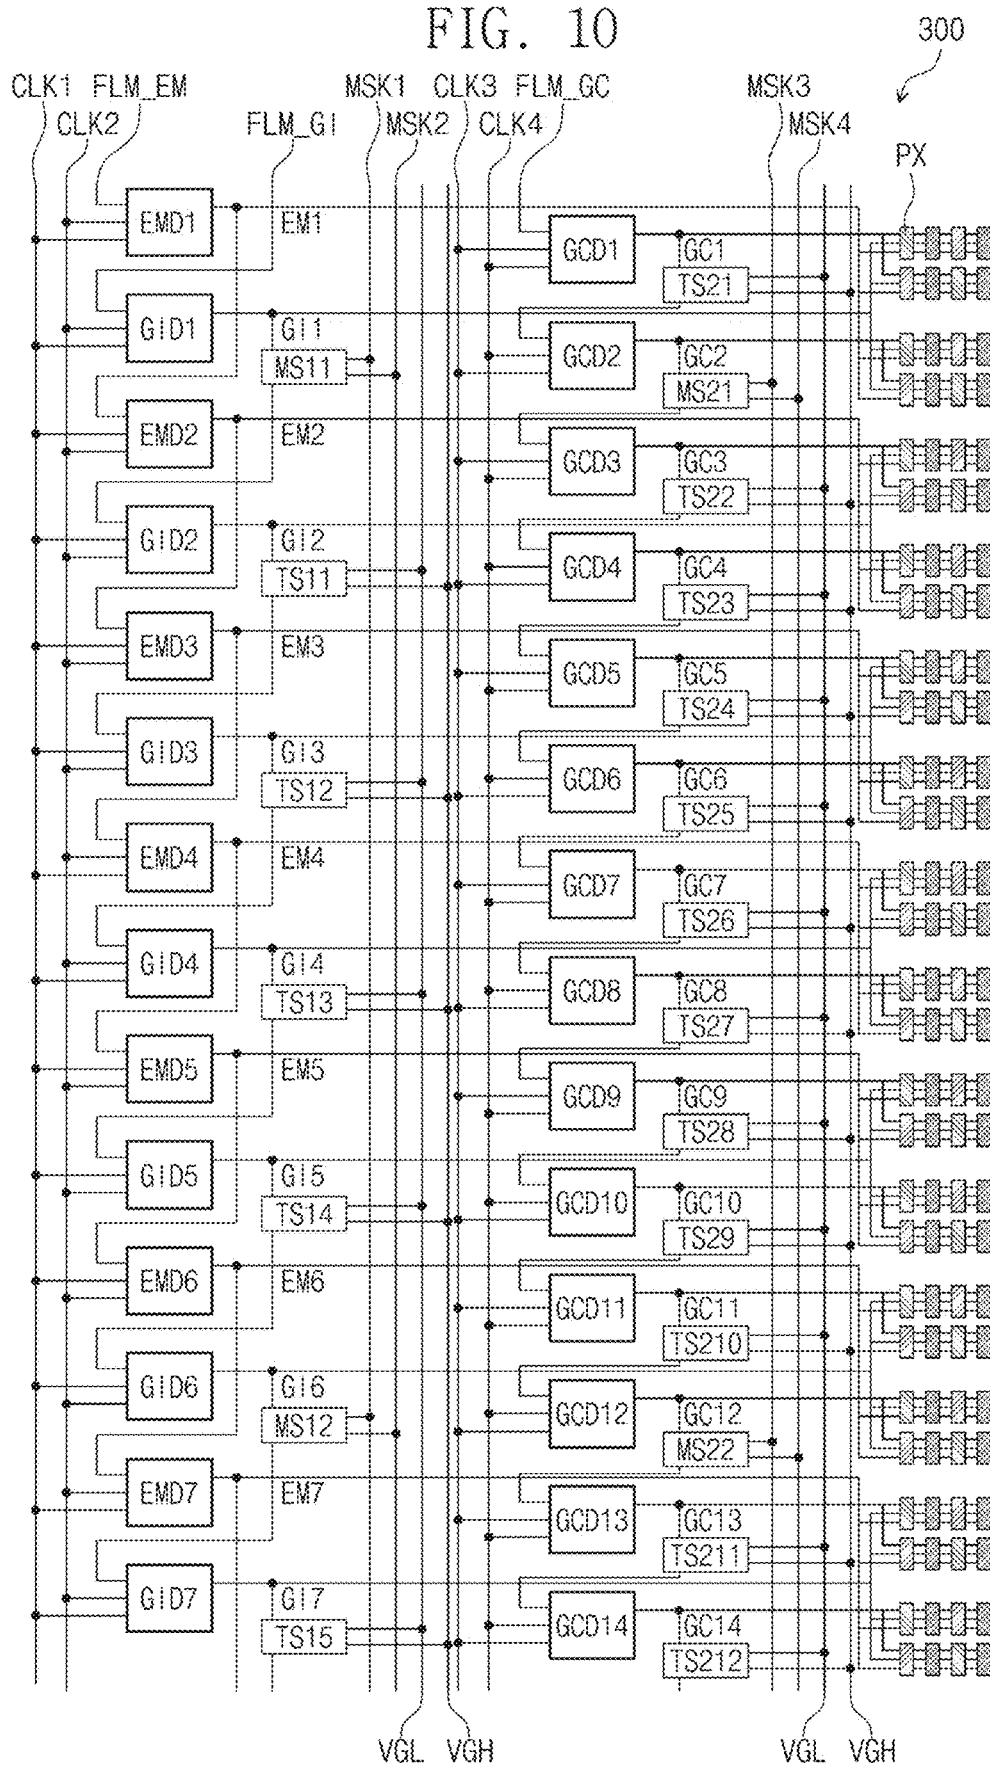 FIG. 10
300
CLK1 FLM_EM MSK1 CLK3 FLM_GC MSK3
CLK2 FLM_GI MSK2 CLK4 MSK4
PX
EMD1 EM1
GCD1 GC1
TS21
GID1 GI1
GCD2 GC2
MS11
MS21
EMD2 EM2
GCD3 GC3
TS22
GID2 GI2
GCD4 GC4
TS11
TS23
EMD3 EM3
GCD5 GC5
TS24
GID3 GI3
GCD6 GC6
TS12
TS25
EMD4 EM4
GCD7 GC7
TS26
GID4 GI4
GCD8 GC8
TS13
TS27
EMD5 EM5
GCD9 GC9
TS28
GID5 GI5
GCD10 GC10
TS14
TS29
EMD6 EM6
GCD11 GC11
TS210
GID6 GI6
GCD12 GC12
MS12
MS22
EMD7 EM7
GCD13 GC13
TS211
GID7 GI7
GCD14 GC14
TS15
TS212
VGL VGH VGL VGH